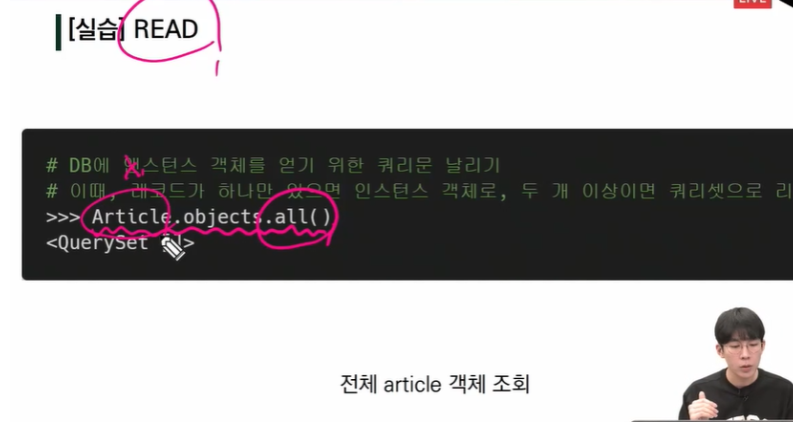 LIVE
[실습] READ
# DB에 인스턴스 객체를 얻기 위한 쿼리문 날리기
# 이때, 레코드가 하나만 있으면 인스턴스 객체로, 두 개 이상이면 쿼리셋으로 리
>>> Article.objects.all()
<QuerySet []>
전체 article 객체 조회